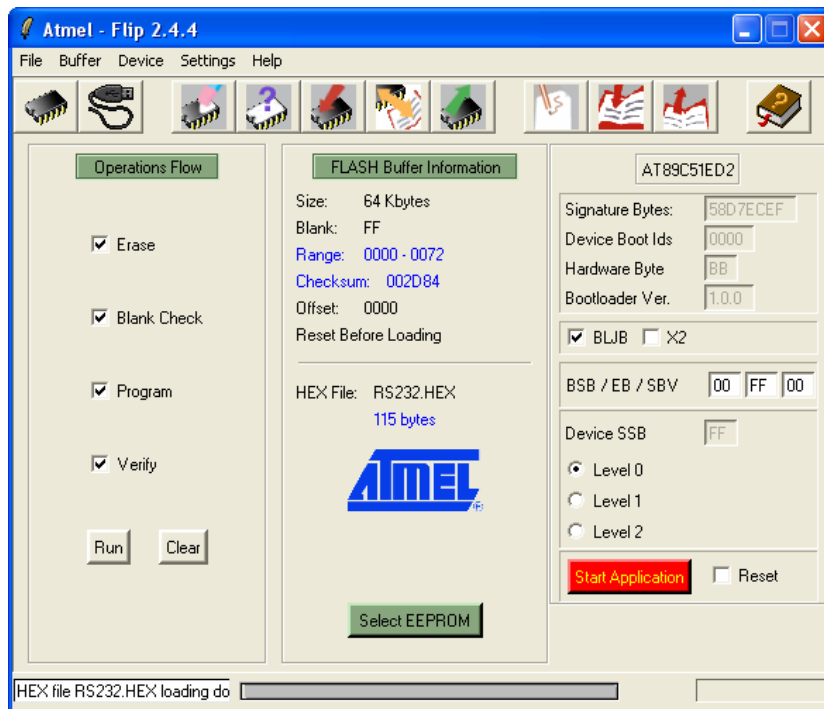 Atmel - Flip 2.4.4
File Buffer Device Settings Help
Operations Flow
Erase
Blank Check
Program
Verify
Run Clear
FLASH Buffer Information
Size: 64 Kbytes
Blank: FF
Range: 0000 - 0072
Checksum: 002D84
Offset: 0000
Reset Before Loading
HEX File: RS232.HEX
115 bytes
ATMEL
®
Select EEPROM
AT89C51ED2
Signature Bytes: 58D7ECEF
Device Boot Ids 0000
Hardware Byte BB
Bootloader Ver. 1.0.0
BLJB X2
BSB / EB / SBV 00 FF 00
Device SSB FF
Level 0
Level 1
Level 2
Start Application Reset
HEX file RS232.HEX loading do